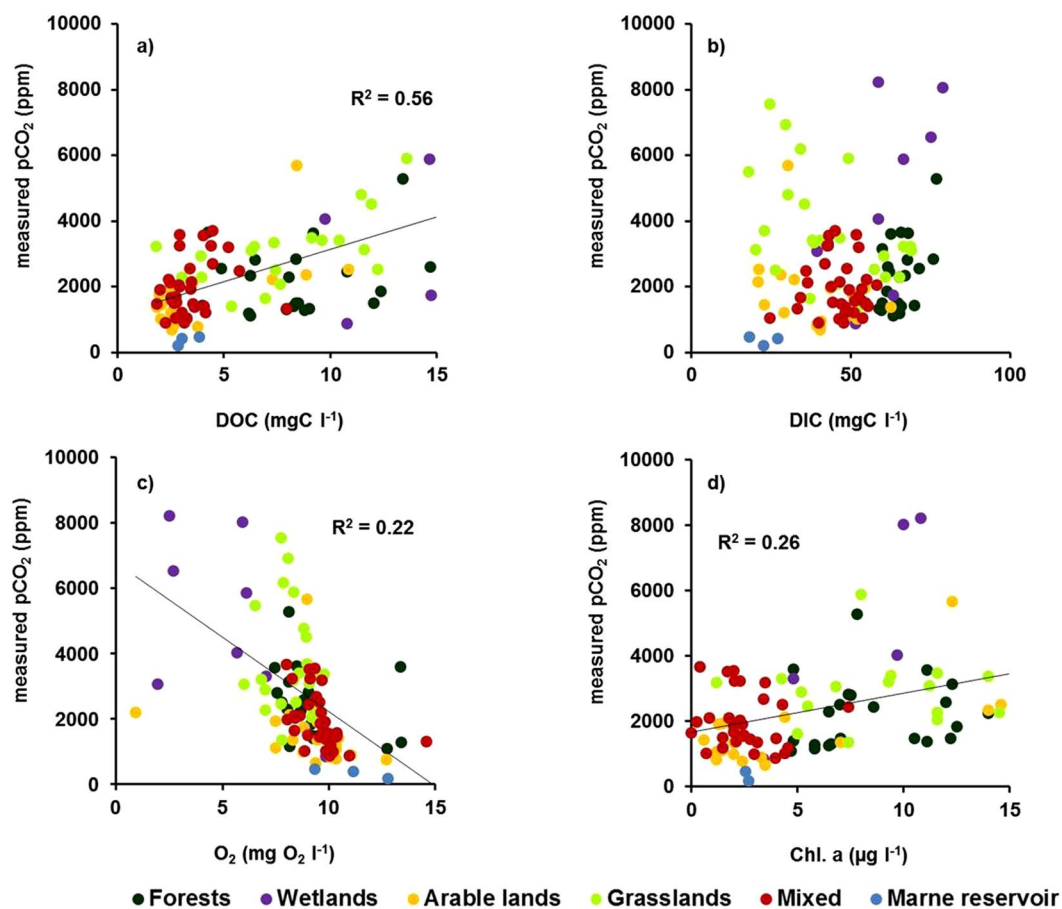 a)
R² = 0.56
measured pCO₂ (ppm)
10000
8000
6000
4000
2000
0
0 5 10 15
DOC (mgC l⁻¹)
b)
measured pCO₂ (ppm)
10000
8000
6000
4000
2000
0
0 50 100
DIC (mgC l⁻¹)
c)
R² = 0.22
measured pCO₂ (ppm)
10000
8000
6000
4000
2000
0
0 5 10 15
O₂ (mg O₂ l⁻¹)
d)
R² = 0.26
measured pCO₂ (ppm)
10000
8000
6000
4000
2000
0
0 5 10 15
Chl. a (µg l⁻¹)
Forests Wetlands Arable lands Grasslands Mixed Marne reservoir